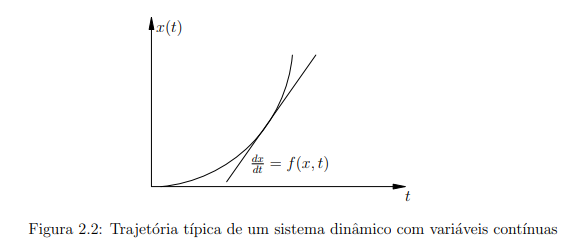 x(t)
dx/dt = f(x, t)
t
Figura 2.2: Trajetória típica de um sistema dinâmico com variáveis contínuas